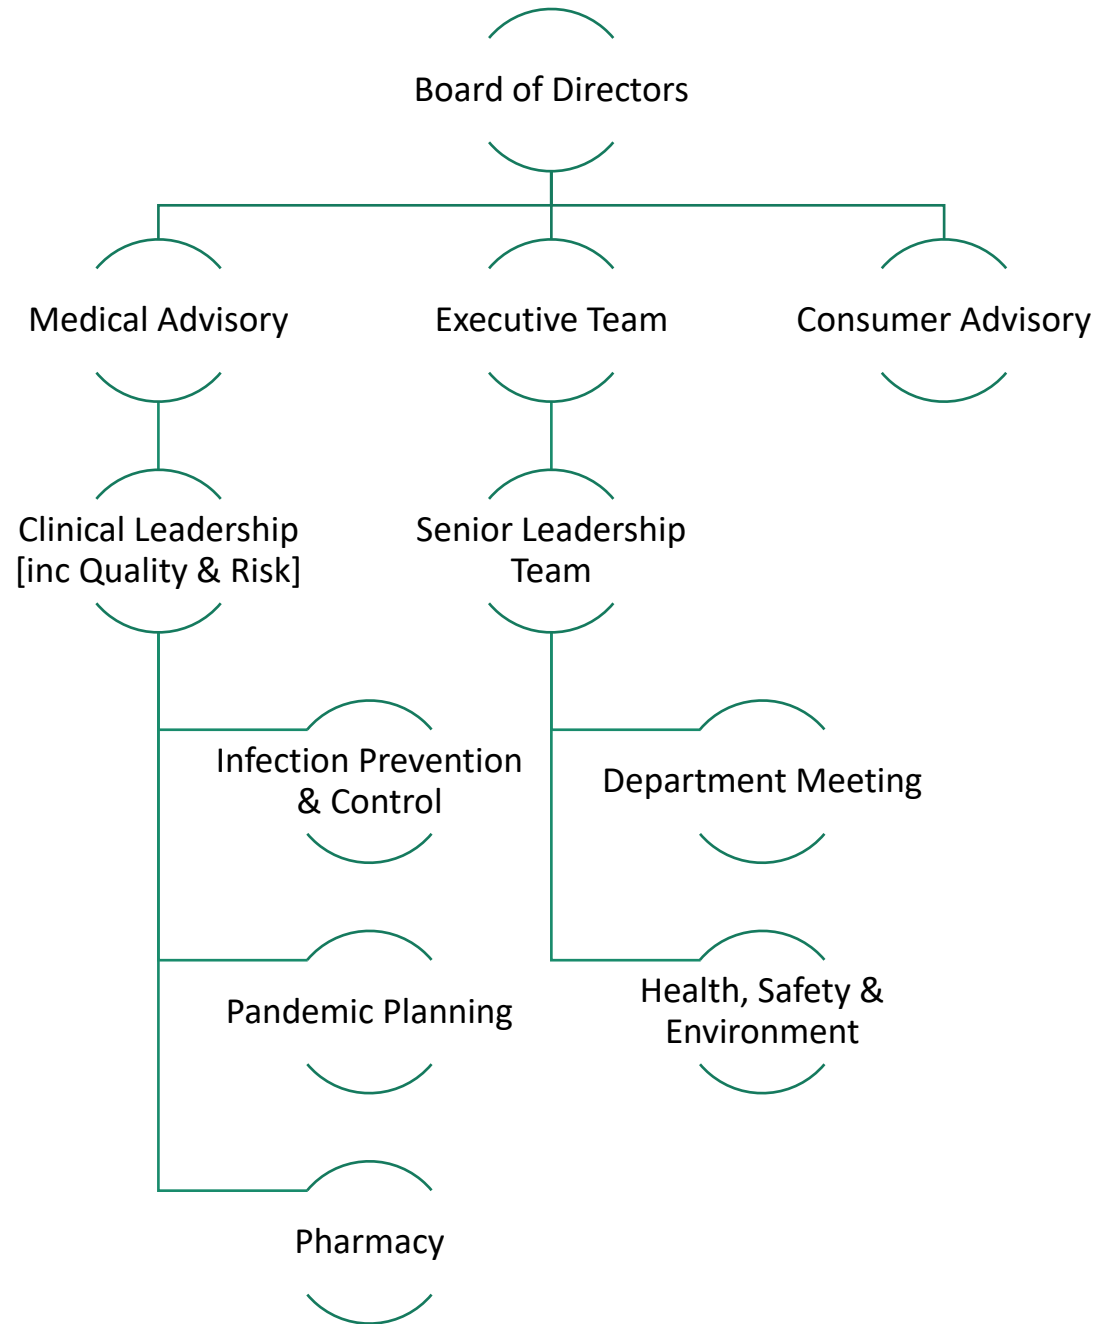 Board of Directors
Medical Advisory
Executive Team
Consumer Advisory
Clinical Leadership
[inc Quality & Risk]
Senior Leadership
Team
Infection Prevention
& Control
Department Meeting
Pandemic Planning
Health, Safety &
Environment
Pharmacy